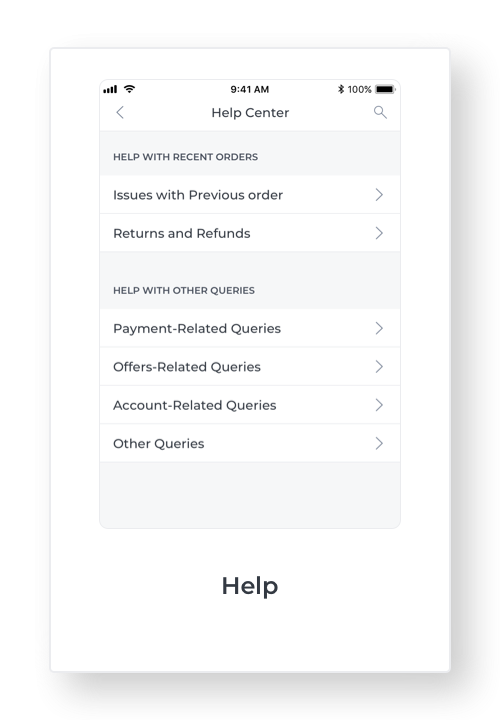 9:41 AM 100%
Help Center
HELP WITH RECENT ORDERS
Issues with Previous order
Returns and Refunds
HELP WITH OTHER QUERIES
Payment-Related Queries
Offers-Related Queries
Account-Related Queries
Other Queries
Help